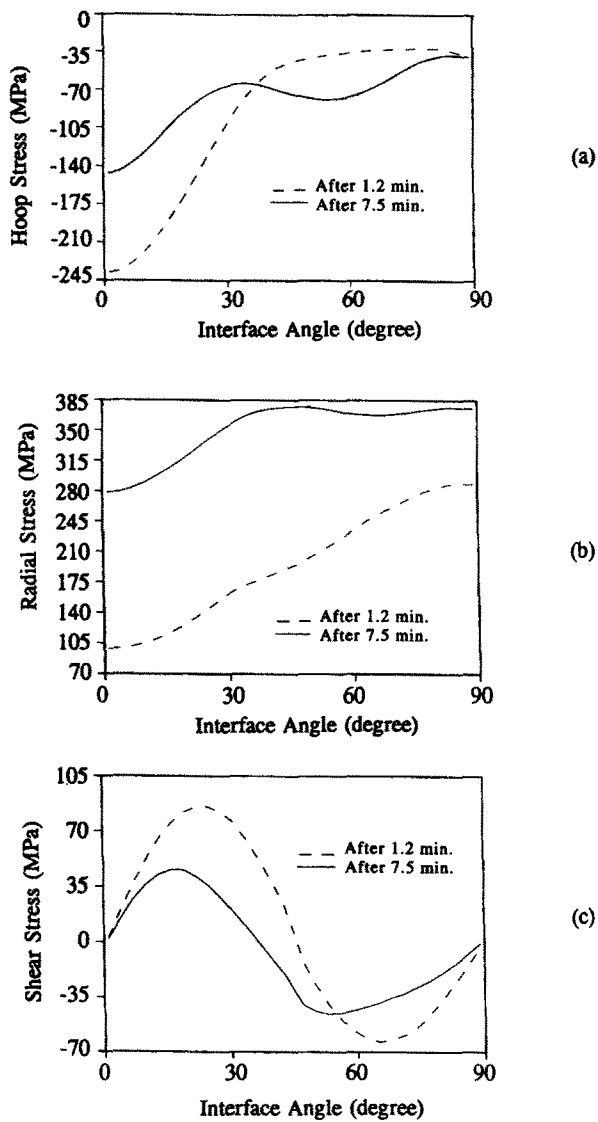 0
-35
-70
-105
-140
-175
-210
-245
Hoop Stress (MPa)
After 1.2 min.
After 7.5 min.
0 30 60 90
Interface Angle (degree)
(a)
385
350
315
280
245
210
175
140
105
70
Radial Stress (MPa)
After 1.2 min.
After 7.5 min.
0 30 60 90
Interface Angle (degree)
(b)
105
70
35
0
-35
-70
Shear Stress (MPa)
After 1.2 min.
After 7.5 min.
0 30 60 90
Interface Angle (degree)
(c)